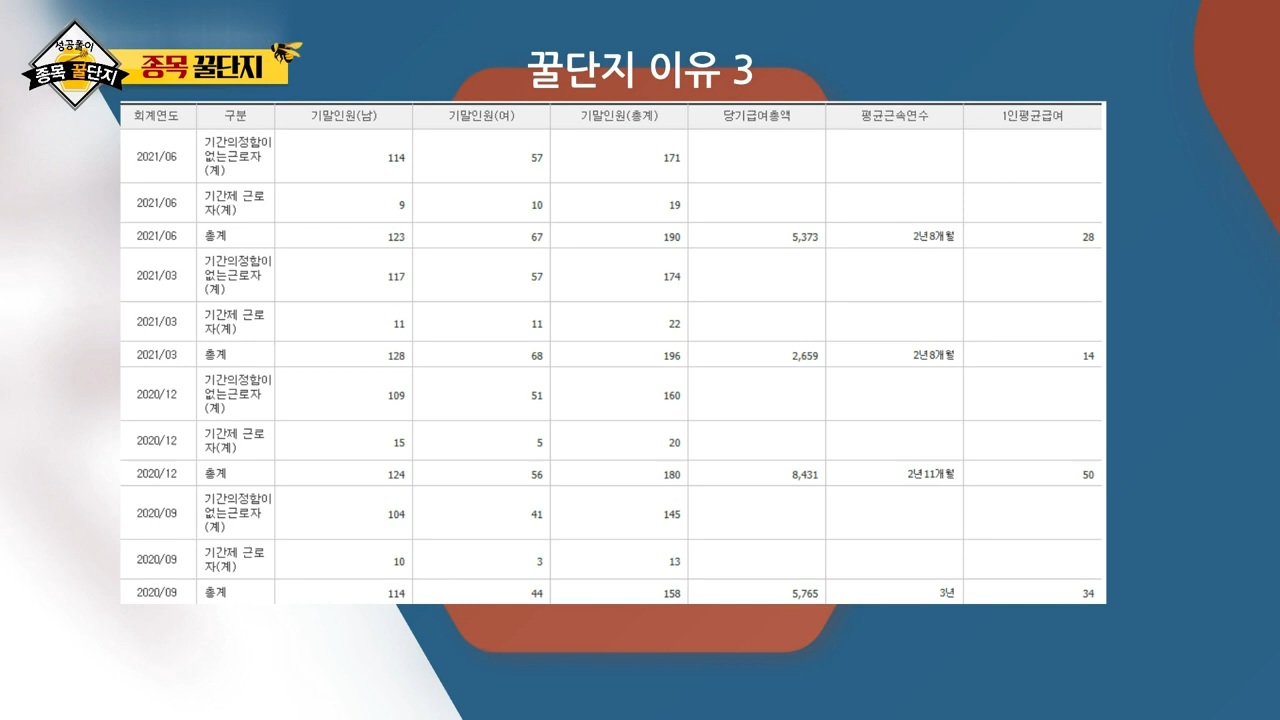 성공풀이
종목 꿀단지
종목 꿀단지
꿀단지 이유 3
회계연도 구분 기말인원(남) 기말인원(여) 기말인원(총계) 당기급여총액 평균근속연수 1인평균급여
2021/06 기간의정함이없는근로자(계) 114 57 171
2021/06 기간제 근로자(계) 9 10 19
2021/06 총계 123 67 190 5,373 2년8개월 28
2021/03 기간의정함이없는근로자(계) 117 57 174
2021/03 기간제 근로자(계) 11 11 22
2021/03 총계 128 68 196 2,659 2년8개월 14
2020/12 기간의정함이없는근로자(계) 109 51 160
2020/12 기간제 근로자(계) 15 5 20
2020/12 총계 124 56 180 8,431 2년11개월 50
2020/09 기간의정함이없는근로자(계) 104 41 145
2020/09 기간제 근로자(계) 10 3 13
2020/09 총계 114 44 158 5,765 3년 34